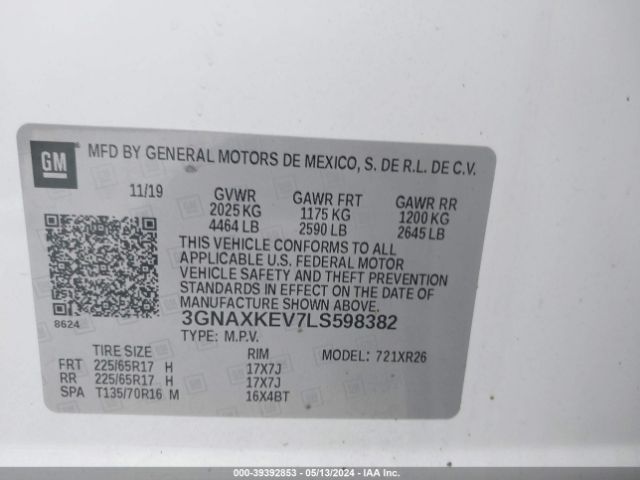 GM
MFD BY GENERAL MOTORS DE MEXICO, S. DE R.L. DE C.V.
11/19 GVWR GAWR FRT GAWR RR
2025 KG 1175 KG 1200 KG
4464 LB 2590 LB 2645 LB
THIS VEHICLE CONFORMS TO ALL
APPLICABLE U.S. FEDERAL MOTOR
VEHICLE SAFETY AND THEFT PREVENTION
STANDARDS IN EFFECT ON THE DATE OF
MANUFACTURE SHOWN ABOVE.
8624
3GNAXKEV7LS598382
TYPE: M.P.V.
TIRE SIZE RIM MODEL: 721XR26
FRT 225/65R17 H 17X7J
RR 225/65R17 H 17X7J
SPA T135/70R16 M 16X4BT
000-39392853 - 05/13/2024 - IAA Inc.